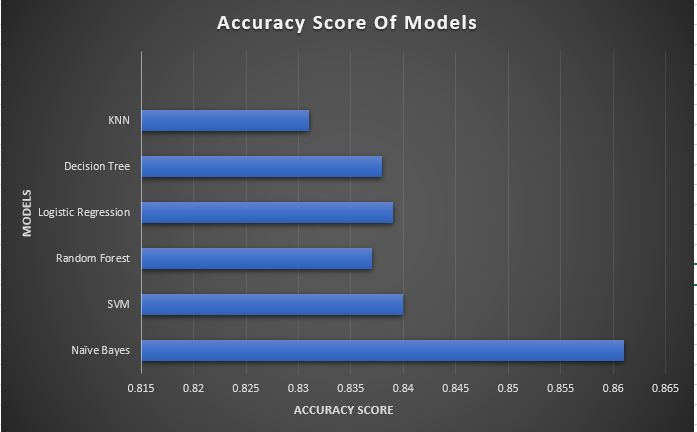 Accuracy Score Of Models
MODELS
KNN
Decision Tree
Logistic Regression
Random Forest
SVM
Naïve Bayes
0.815 0.82 0.825 0.83 0.835 0.84 0.845 0.85 0.855 0.86 0.865
ACCURACY SCORE